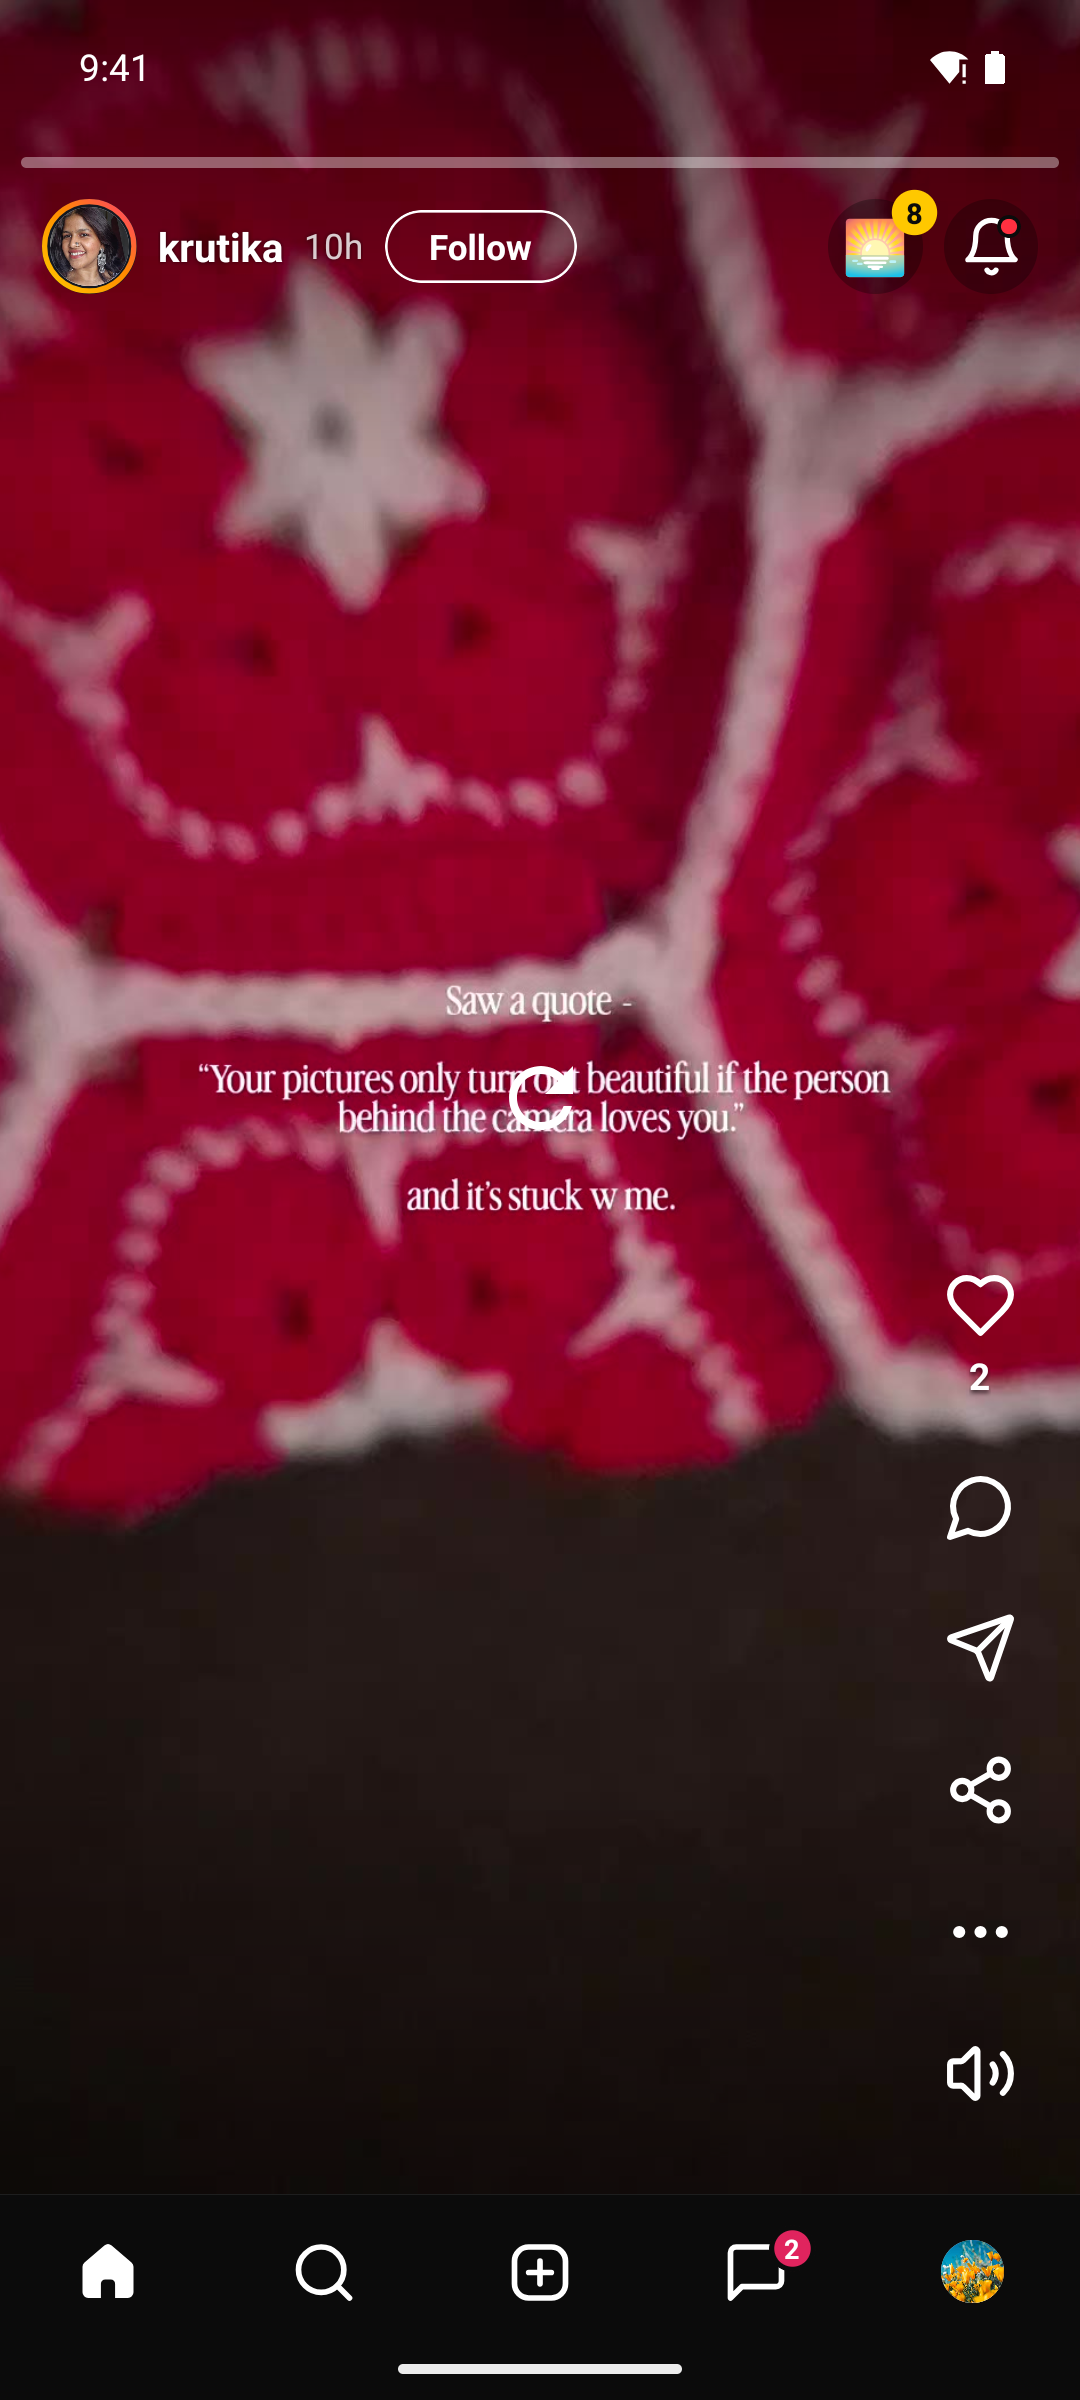 9:41
krutika 10h Follow
8
Saw a quote -
“Your pictures only turn out beautiful if the person
behind the camera loves you.”
and it’s stuck w me.
2
2